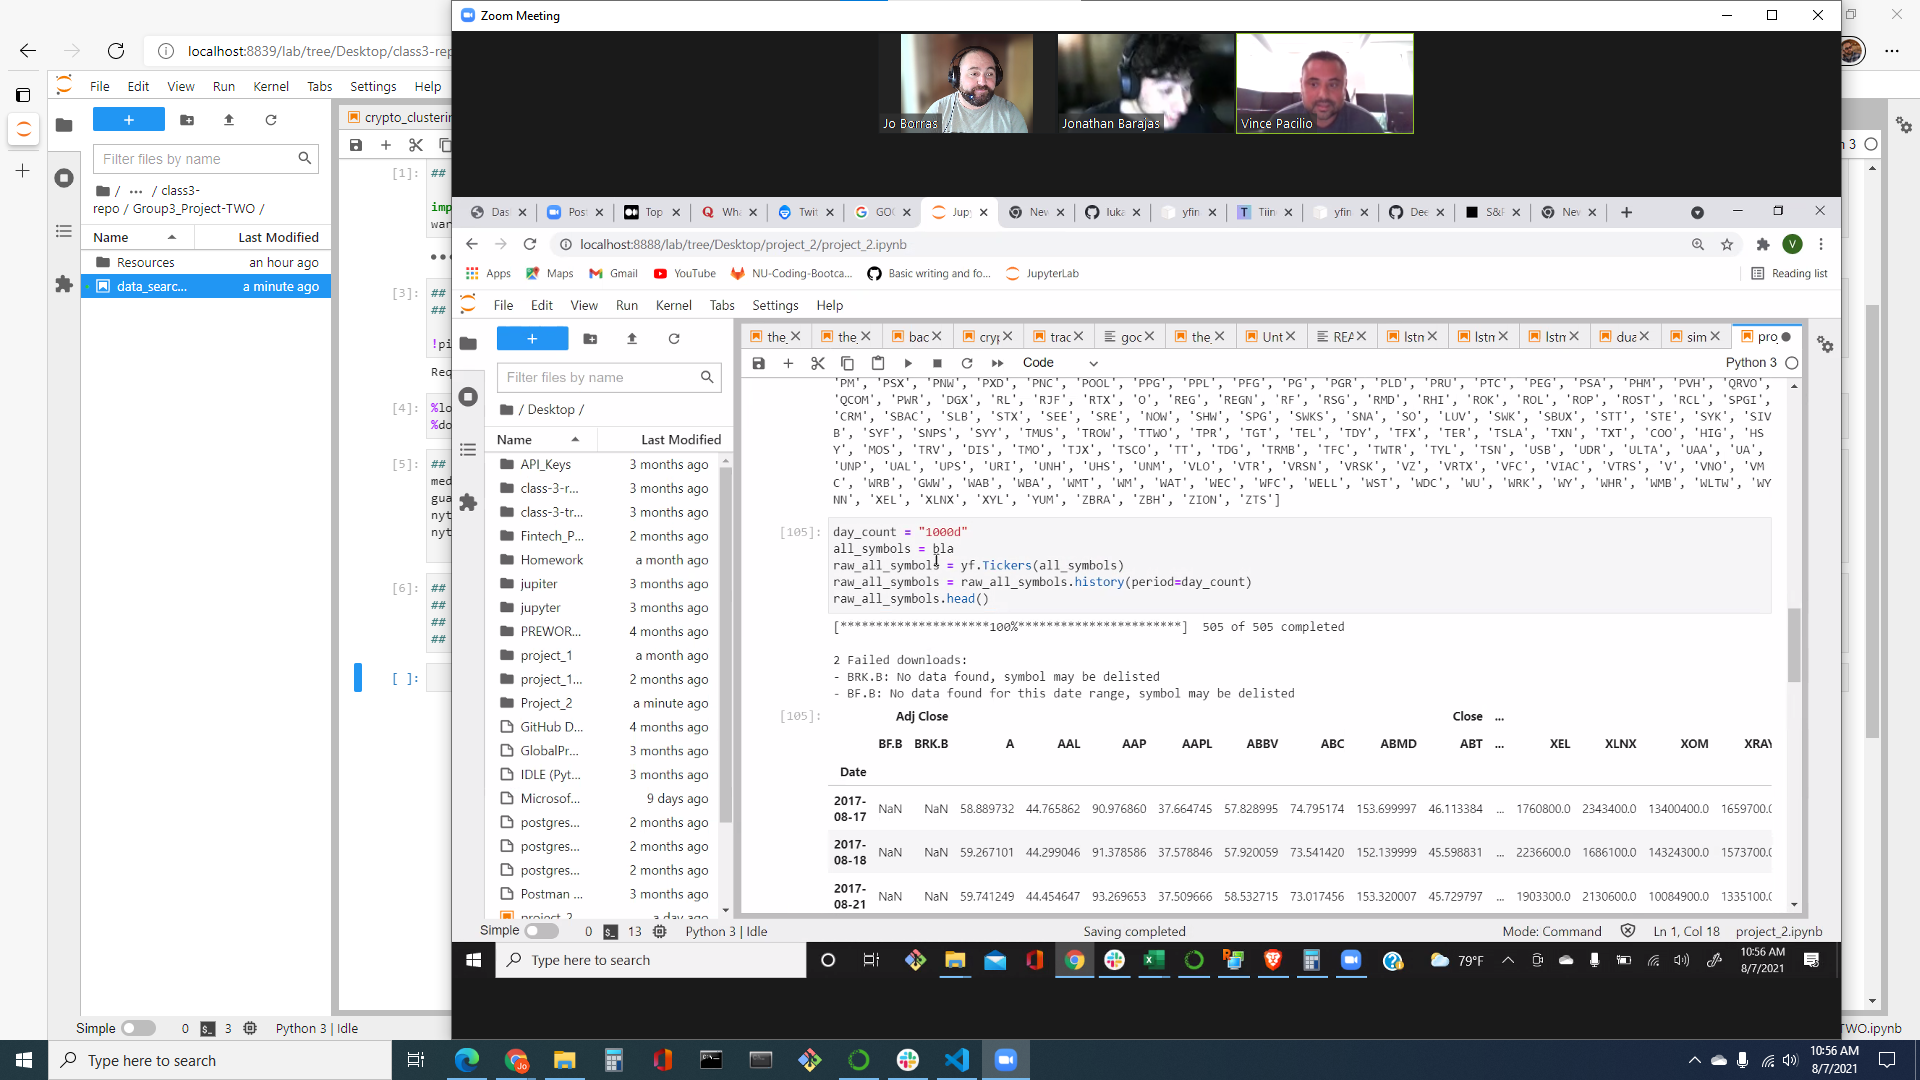 Zoom Meeting
localhost:8839/lab/tree/Desktop/class3-rep
File Edit View Run Kernel Tabs Settings Help
Jo Borras
Jonathan Barajas
Vince Pacilio
Filter files by name
/ ··· / class3-
repo / Group3_Project-TWO /
Name Last Modified
Resources an hour ago
data_searc... a minute ago
crypto_clusterin
[1]: ##
imp
war
•••
[3]: ##
##
!pi
Req
[4]: %lo
%do
[5]: ##
med
gua
nyt
nyt
[6]: ##
##
##
##
[ ]:
Simple 0 3 Python 3 | Idle
Das Post Top Wha Twit GOO Jup New luka yfin Tiin yfin Dee S&P New
localhost:8888/lab/tree/Desktop/project_2/project_2.ipynb
V
Apps Maps Gmail YouTube NU-Coding-Bootca... Basic writing and fo... JupyterLab Reading list
File Edit View Run Kernel Tabs Settings Help
the_ the_ bac cryp trac goc the_ Unt REA lstm lstm lstm dua sim pro
Code Python 3
Filter files by name
/ Desktop /
Name Last Modified
API_Keys 3 months ago
class-3-r... 3 months ago
class-3-tr... 3 months ago
Fintech_P... 2 months ago
Homework a month ago
jupiter 3 months ago
jupyter 3 months ago
PREWOR... 4 months ago
project_1 a month ago
project_1... 2 months ago
Project_2 a minute ago
GitHub D... 4 months ago
GlobalPr... 3 months ago
IDLE (Pyt... 3 months ago
Microsof... 9 days ago
postgres... 2 months ago
postgres... 2 months ago
postgres... 2 months ago
Postman ... 3 months ago
project_2 a day ago
'PM', 'PSX', 'PNW', 'PXD', 'PNC', 'POOL', 'PPG', 'PPL', 'PFG', 'PG', 'PGR', 'PLD', 'PRU', 'PTC', 'PEG', 'PSA', 'PHM', 'PVH', 'QRVO',
'QCOM', 'PWR', 'DGX', 'RL', 'RJF', 'RTX', 'O', 'REG', 'REGN', 'RF', 'RSG', 'RMD', 'RHI', 'ROK', 'ROL', 'ROP', 'ROST', 'RCL', 'SPGI',
'CRM', 'SBAC', 'SLB', 'STX', 'SEE', 'SRE', 'NOW', 'SHW', 'SPG', 'SWKS', 'SNA', 'SO', 'LUV', 'SWK', 'SBUX', 'STT', 'STE', 'SYK', 'SIV
B', 'SYF', 'SNPS', 'SYY', 'TMUS', 'TROW', 'TTWO', 'TPR', 'TGT', 'TEL', 'TDY', 'TFX', 'TER', 'TSLA', 'TXN', 'TXT', 'COO', 'HIG', 'HS
Y', 'MOS', 'TRV', 'DIS', 'TMO', 'TJX', 'TSCO', 'TT', 'TDG', 'TRMB', 'TFC', 'TWTR', 'TYL', 'TSN', 'USB', 'UDR', 'ULTA', 'UAA', 'UA',
'UNP', 'UAL', 'UPS', 'URI', 'UNH', 'UHS', 'UNM', 'VLO', 'VTR', 'VRSN', 'VRSK', 'VZ', 'VRTX', 'VFC', 'VIAC', 'VTRS', 'V', 'VNO', 'VM
C', 'WRB', 'GWW', 'WAB', 'WBA', 'WMT', 'WM', 'WAT', 'WEC', 'WFC', 'WELL', 'WST', 'WDC', 'WU', 'WRK', 'WY', 'WHR', 'WMB', 'WLTW', 'WY
NN', 'XEL', 'XLNX', 'XYL', 'YUM', 'ZBRA', 'ZBH', 'ZION', 'ZTS']
[105]: day_count = "1000d"
all_symbols = bla
raw_all_symbols = yf.Tickers(all_symbols)
raw_all_symbols = raw_all_symbols.history(period=day_count)
raw_all_symbols.head()
[*********************100%***********************] 505 of 505 completed
2 Failed downloads:
- BRK.B: No data found, symbol may be delisted
- BF.B: No data found for this date range, symbol may be delisted
[105]: Adj Close Close ...
BF.B BRK.B A AAL AAP AAPL ABBV ABC ABMD ABT ... XEL XLNX XOM XRAY
Date
2017-
08-17 NaN NaN 58.889732 44.765862 90.976860 37.664745 57.828995 74.795174 153.699997 46.113384 ... 1760800.0 2343400.0 13400400.0 1659700.0
2017-
08-18 NaN NaN 59.267101 44.299046 91.378586 37.578846 57.920059 73.541420 152.139999 45.598831 ... 2236600.0 1686100.0 14324300.0 1573700.0
2017-
08-21 NaN NaN 59.741249 44.454647 93.269653 37.509666 58.532715 73.017456 153.320007 45.729797 ... 1903300.0 2130600.0 10084900.0 1335100.0
Simple 0 13 Python 3 | Idle Saving completed Mode: Command Ln 1, Col 18 project_2.ipynb
Type here to search 79°F 10:56 AM
8/7/2021
n 3
TWO.ipynb
Type here to search 10:56 AM
8/7/2021